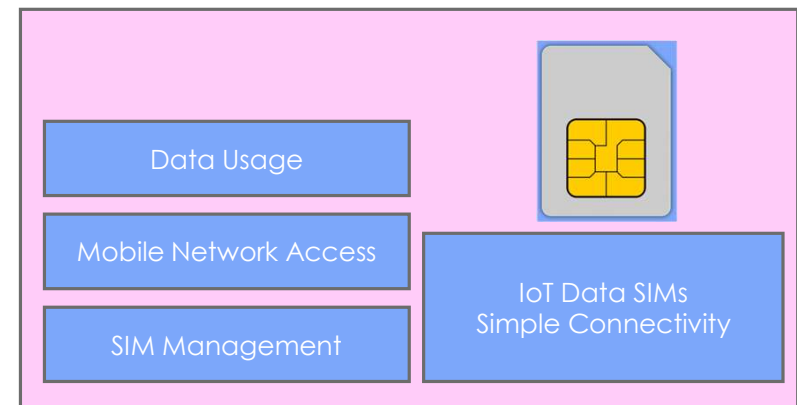 Data Usage
Mobile Network Access
SIM Management
IoT Data SIMs
Simple Connectivity